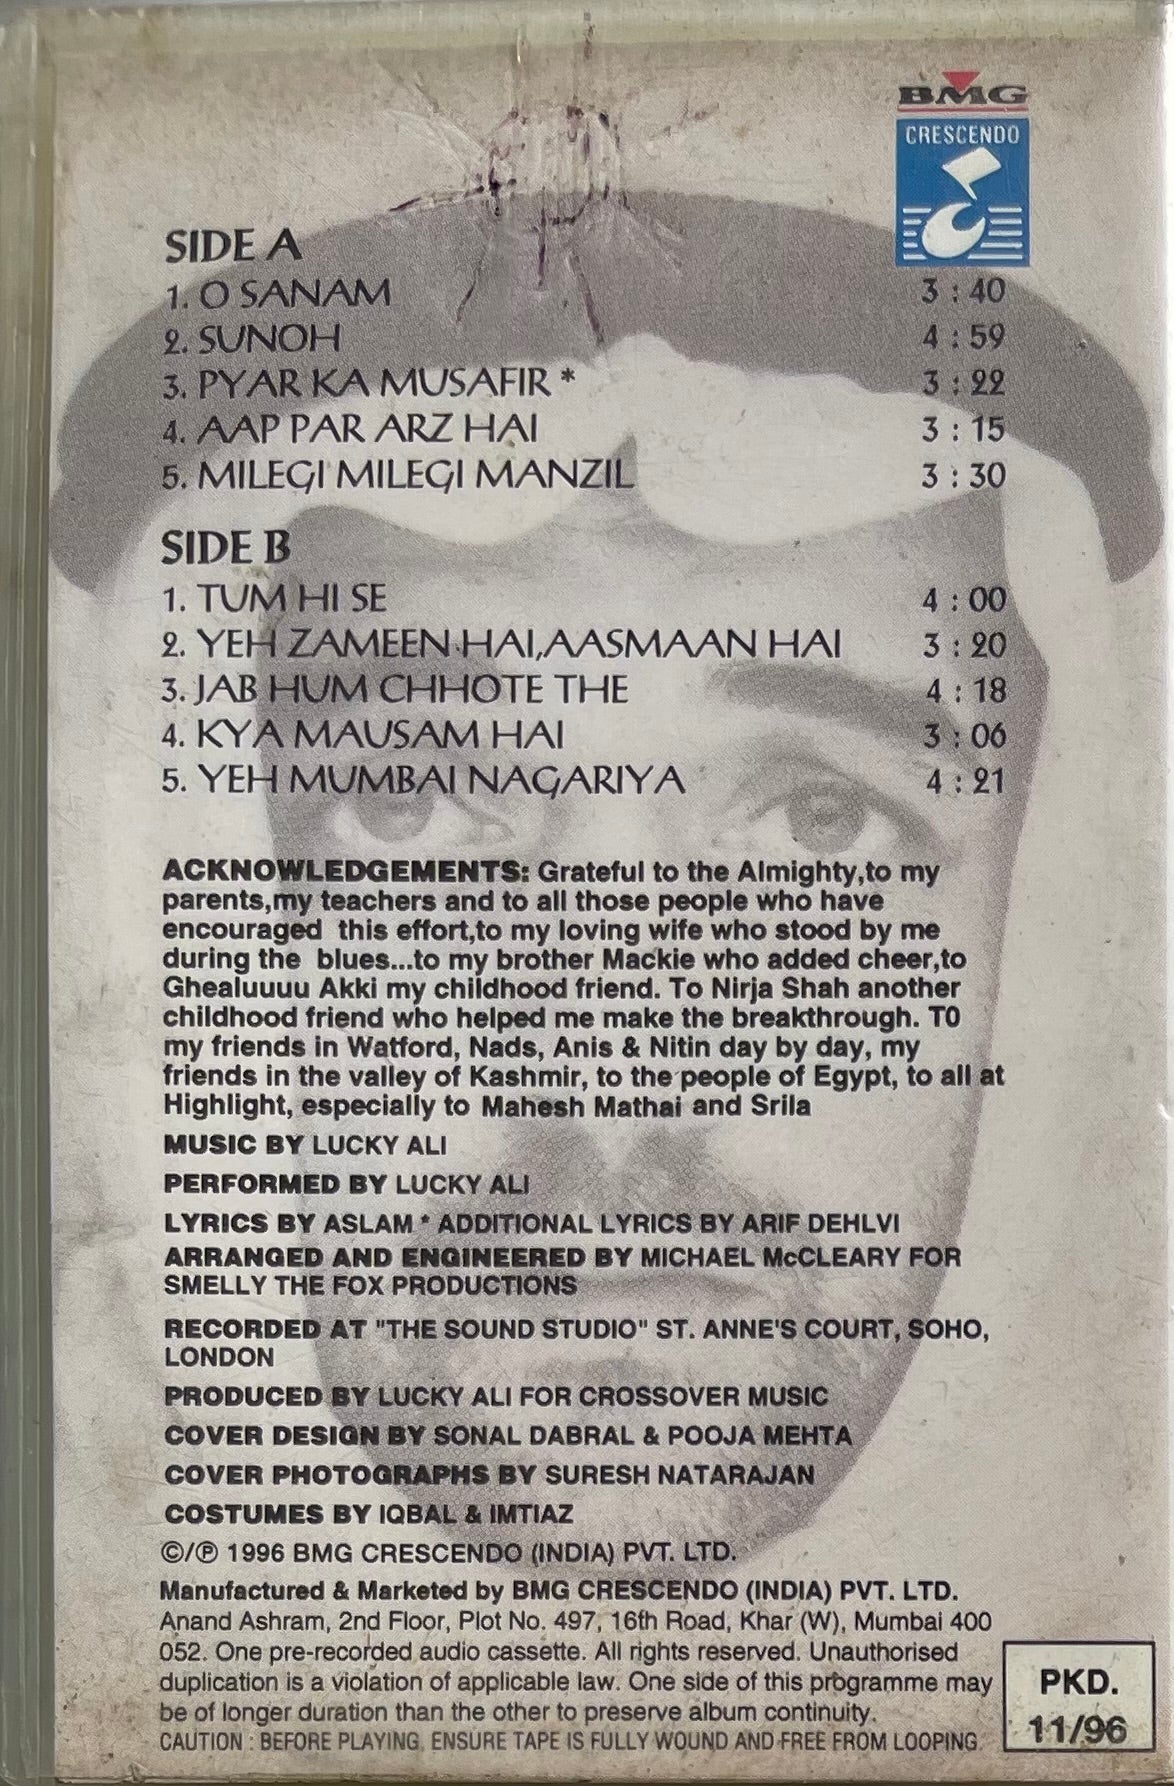 BMG
CRESCENDO
SIDE A
1. O SANAM 3 : 40
2. SUNOH 4 : 59
3. PYAR KA MUSAFIR * 3 : 22
4. AAP PAR ARZ HAI 3 : 15
5. MILEGI MILEGI MANZIL 3 : 30
SIDE B
1. TUM HI SE 4 : 00
2. YEH ZAMEEN HAI,AASMAAN HAI 3 : 20
3. JAB HUM CHHOTE THE 4 : 18
4. KYA MAUSAM HAI 3 : 06
5. YEH MUMBAI NAGARIYA 4 : 21
ACKNOWLEDGEMENTS: Grateful to the Almighty,to my
parents,my teachers and to all those people who have
encouraged this effort,to my loving wife who stood by me
during the blues...to my brother Mackie who added cheer,to
Ghealuuuu Akki my childhood friend. To Nirja Shah another
childhood friend who helped me make the breakthrough. T0
my friends in Watford, Nads, Anis & Nitin day by day, my
friends in the valley of Kashmir, to the people of Egypt, to all at
Highlight, especially to Mahesh Mathai and Srila
MUSIC BY LUCKY ALI
PERFORMED BY LUCKY ALI
LYRICS BY ASLAM * ADDITIONAL LYRICS BY ARIF DEHLVI
ARRANGED AND ENGINEERED BY MICHAEL McCLEARY FOR
SMELLY THE FOX PRODUCTIONS
RECORDED AT "THE SOUND STUDIO" ST. ANNE'S COURT, SOHO,
LONDON
PRODUCED BY LUCKY ALI FOR CROSSOVER MUSIC
COVER DESIGN BY SONAL DABRAL & POOJA MEHTA
COVER PHOTOGRAPHS BY SURESH NATARAJAN
COSTUMES BY IQBAL & IMTIAZ
©/℗ 1996 BMG CRESCENDO (INDIA) PVT. LTD.
Manufactured & Marketed by BMG CRESCENDO (INDIA) PVT. LTD.
Anand Ashram, 2nd Floor, Plot No. 497, 16th Road, Khar (W), Mumbai 400
052. One pre-recorded audio cassette. All rights reserved. Unauthorised
duplication is a violation of applicable law. One side of this programme may
be of longer duration than the other to preserve album continuity.
CAUTION : BEFORE PLAYING, ENSURE TAPE IS FULLY WOUND AND FREE FROM LOOPING.
PKD.
11/96